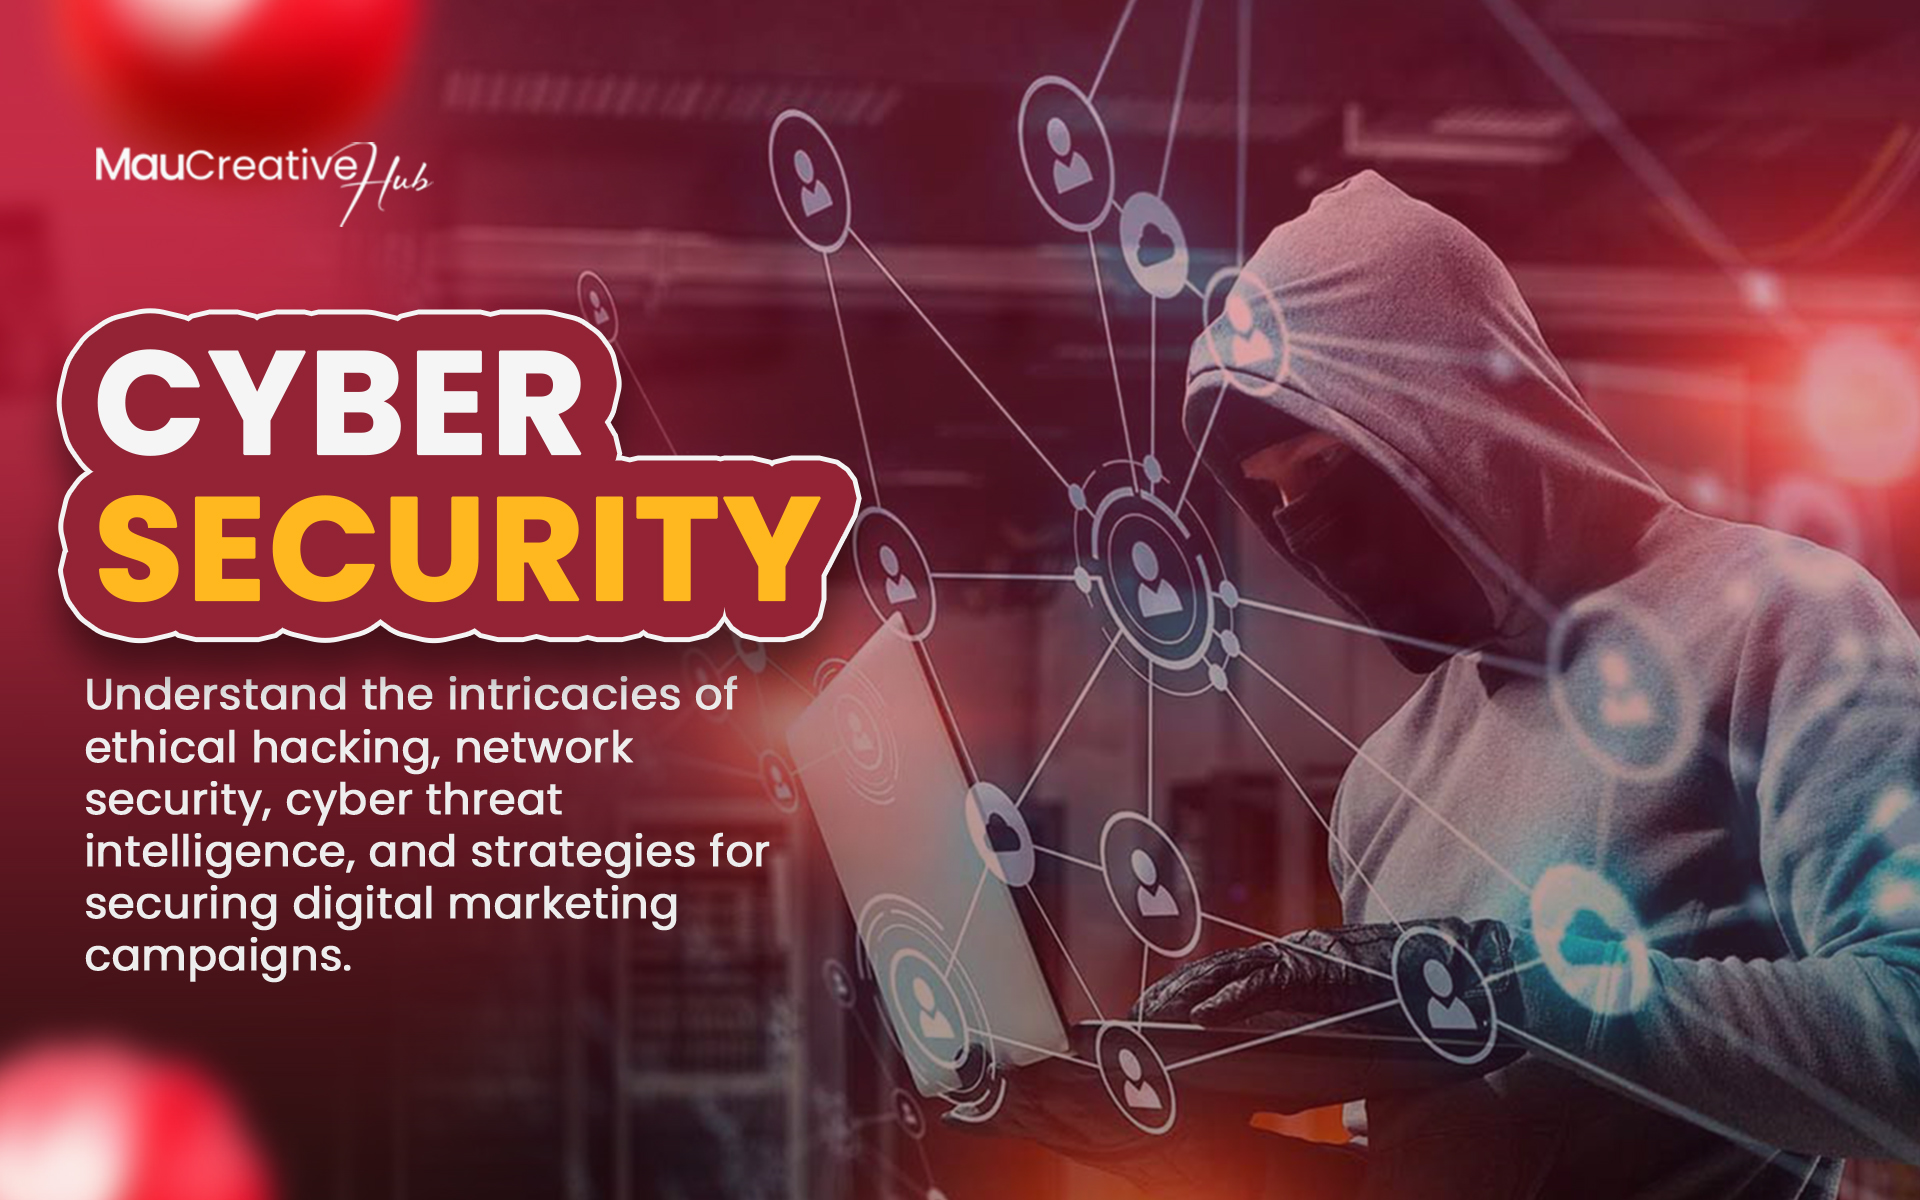 MauCreative Hub
CYBER
SECURITY
Understand the intricacies of
ethical hacking, network
security, cyber threat
intelligence, and strategies for
securing digital marketing
campaigns.